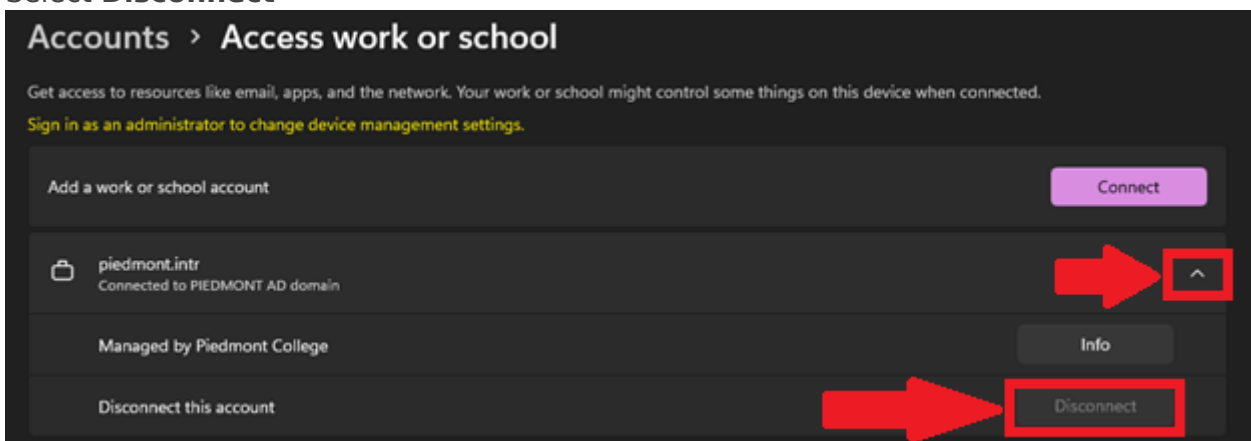 Select Disconnect
Accounts > Access work or school
Get access to resources like email, apps, and the network. Your work or school might control some things on this device when connected.
Sign in as an administrator to change device management settings.
Add a work or school account
Connect
piedmont.intr
Connected to PIEDMONT AD domain
Managed by Piedmont College
Info
Disconnect this account
Disconnect